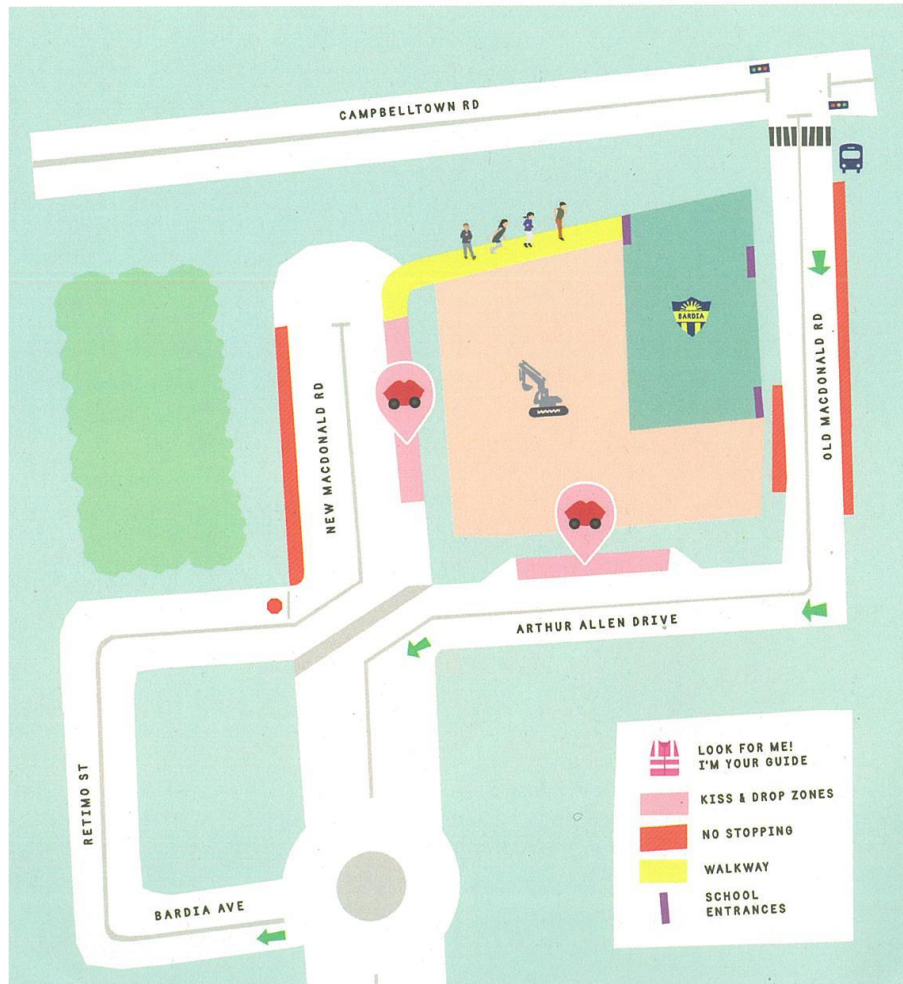 CAMPBELLTOWN RD
BARDIA
OLD MACDONALD RD
NEW MACDONALD RD
ARTHUR ALLEN DRIVE
RETIMO ST
BARDIA AVE
LOOK FOR ME!
I'M YOUR GUIDE
KISS & DROP ZONES
NO STOPPING
WALKWAY
SCHOOL
ENTRANCES